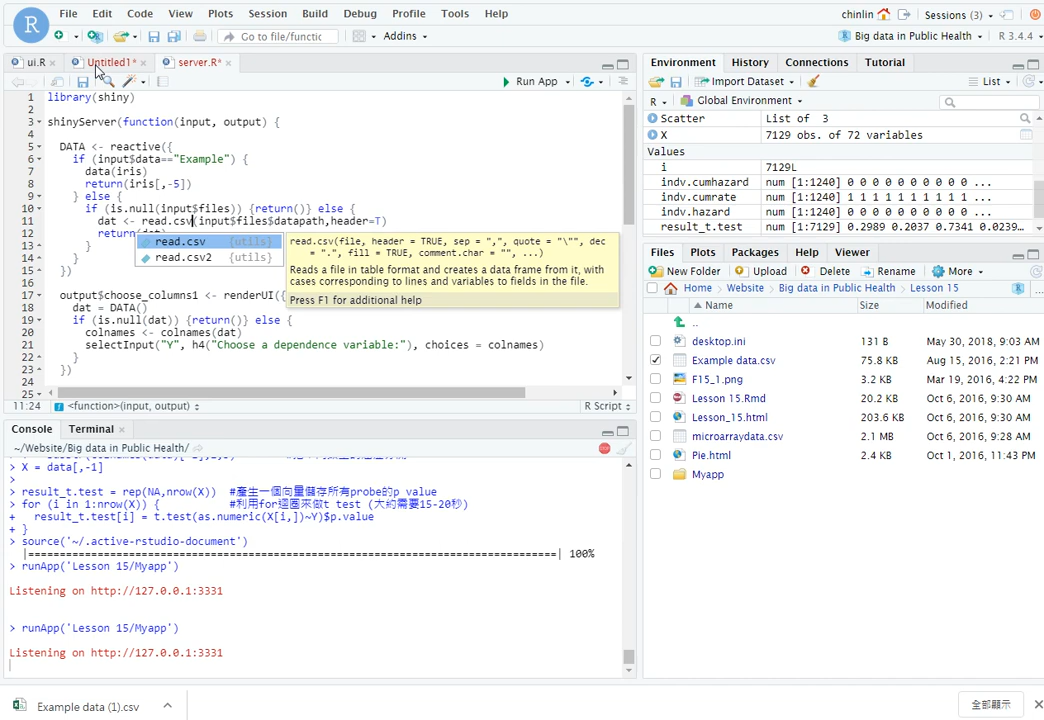 File Edit Code View Plots Session Build Debug Profile Tools Help
chinlin Sessions (3)
R
Go to file/functic Addins
Big data in Public Health R 3.4.4
ui.R × Untitled1* × server.R* ×
Run App
1 library(shiny)
2
3 shinyServer(function(input, output) {
4
5 DATA <- reactive({
6 if (input$data=="Example") {
7 data(iris)
8 return(iris[,-5])
9 } else {
10 if (is.null(input$files)) {return()} else {
11 dat <- read.csv(input$files$datapath,header=T)
12 return(
13 }
14 }
15 })
16
17 output$choose_columns1 <- renderUI({
18 dat = DATA()
19 if (is.null(dat)) {return()} else {
20 colnames <- colnames(dat)
21 selectInput("Y", h4("Choose a dependence variable:"), choices = colnames)
22 }
23 })
24
25
read.csv {utils}
read.csv2 {utils}
read.csv(file, header = TRUE, sep = ",", quote = "\"", dec
= ".", fill = TRUE, comment.char = "", ...)
Reads a file in table format and creates a data frame from it, with
cases corresponding to lines and variables to fields in the file.
Press F1 for additional help
11:24 <function>(input, output) R Script
Console Terminal ×
~/Website/Big data in Public Health/
> X = data[,-1]
>
> result_t.test = rep(NA,nrow(X)) #產生一個向量儲存所有probe的p value
> for (i in 1:nrow(X)) { #利用for迴圈來做t test (大約需要15-20秒)
+ result_t.test[i] = t.test(as.numeric(X[i,])~Y)$p.value
+ }
> source('~/.active-rstudio-document')
|==================================================================================| 100%
> runApp('Lesson 15/Myapp')
Listening on http://127.0.0.1:3331
> runApp('Lesson 15/Myapp')
Listening on http://127.0.0.1:3331
Environment History Connections Tutorial
Import Dataset List
R Global Environment
Scatter List of 3
X 7129 obs. of 72 variables
Values
i 7129L
indv.cumhazard num [1:1240] 0 0 0 0 0 0 0 0 0 0 ...
indv.cumrate num [1:1240] 1 1 1 1 1 1 1 1 1 1 ...
indv.hazard num [1:1240] 0 0 0 0 0 0 0 0 0 0 ...
result_t.test num [1:7129] 0.2989 0.2037 0.7341 0.0239...
Files Plots Packages Help Viewer
New Folder Upload Delete Rename More
Home Website Big data in Public Health Lesson 15 ...
Name Size Modified
..
desktop.ini 131 B May 30, 2018, 9:03 AM
Example data.csv 75.8 KB Aug 15, 2016, 2:21 PM
F15_1.png 3.2 KB Mar 19, 2016, 4:22 PM
Lesson 15.Rmd 20.2 KB Oct 6, 2016, 9:30 AM
Lesson_15.html 203.6 KB Oct 6, 2016, 9:30 AM
microarraydata.csv 2.1 MB Oct 6, 2016, 9:28 AM
Pie.html 2.4 KB Oct 1, 2016, 11:43 PM
Myapp
Example data (1).csv
全部顯示